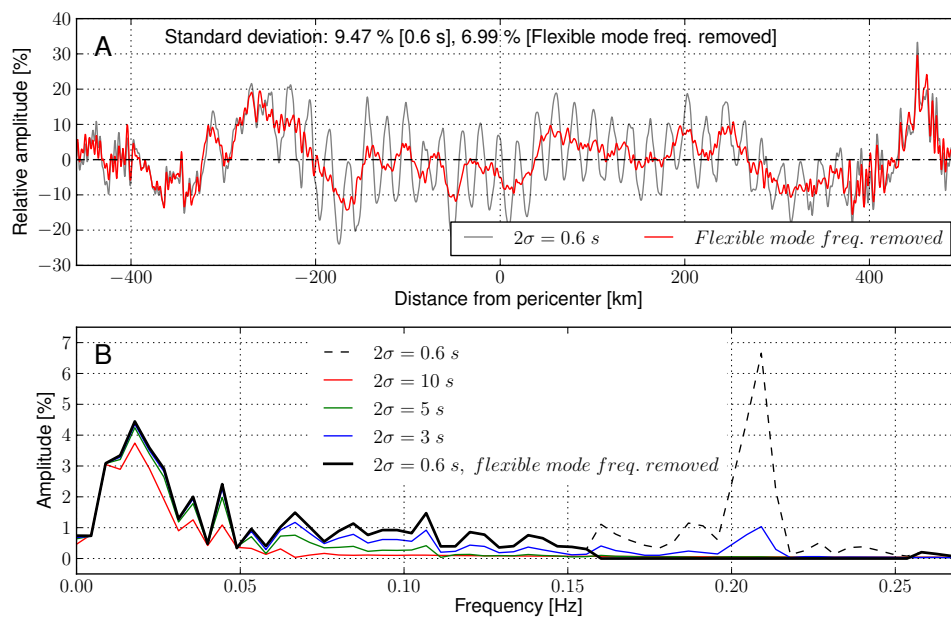 40
30
20
10
0
−10
−20
−30
Relative amplitude [%]
A
Standard deviation: 9.47 % [0.6 s], 6.99 % [Flexible mode freq. removed]
2σ = 0.6 s
Flexible mode freq. removed
−400 −200 0 200 400
Distance from pericenter [km]
7
6
5
4
3
2
1
0
Amplitude [%]
B
2σ = 0.6 s
2σ = 10 s
2σ = 5 s
2σ = 3 s
2σ = 0.6 s, flexible mode freq. removed
0.00 0.05 0.10 0.15 0.20 0.25
Frequency [Hz]